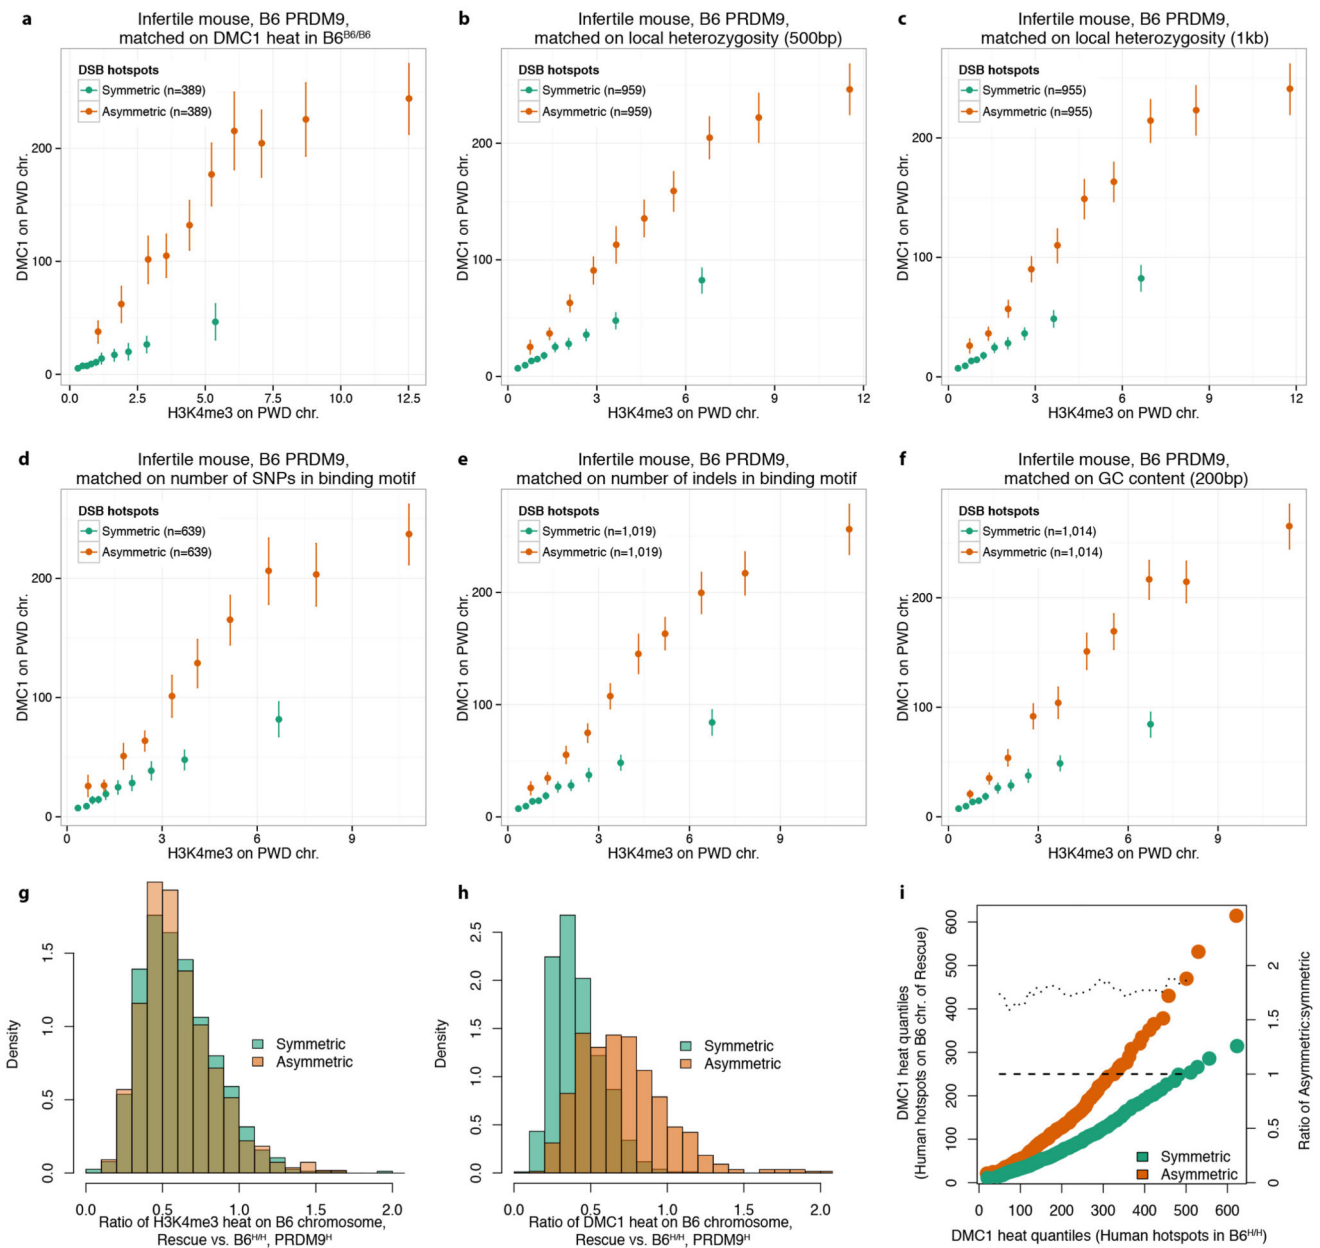 a
Infertile mouse, B6 PRDM9,
matched on DMC1 heat in B6^B6/B6
DSB hotspots
Symmetric (n=389)
Asymmetric (n=389)
DMC1 on PWD chr.
200
100
0
0.0 2.5 5.0 7.5 10.0 12.5
H3K4me3 on PWD chr.
b
Infertile mouse, B6 PRDM9,
matched on local heterozygosity (500bp)
DSB hotspots
Symmetric (n=959)
Asymmetric (n=959)
DMC1 on PWD chr.
200
100
0
0 3 6 9 12
H3K4me3 on PWD chr.
c
Infertile mouse, B6 PRDM9,
matched on local heterozygosity (1kb)
DSB hotspots
Symmetric (n=955)
Asymmetric (n=955)
DMC1 on PWD chr.
200
100
0
0 3 6 9 12
H3K4me3 on PWD chr.
d
Infertile mouse, B6 PRDM9,
matched on number of SNPs in binding motif
DSB hotspots
Symmetric (n=639)
Asymmetric (n=639)
DMC1 on PWD chr.
200
100
0
0 3 6 9
H3K4me3 on PWD chr.
e
Infertile mouse, B6 PRDM9,
matched on number of indels in binding motif
DSB hotspots
Symmetric (n=1,019)
Asymmetric (n=1,019)
DMC1 on PWD chr.
200
100
0
0 3 6 9
H3K4me3 on PWD chr.
f
Infertile mouse, B6 PRDM9,
matched on GC content (200bp)
DSB hotspots
Symmetric (n=1,014)
Asymmetric (n=1,014)
DMC1 on PWD chr.
200
100
0
0 3 6 9
H3K4me3 on PWD chr.
g
Density
1.5
1.0
0.5
0.0
Symmetric
Asymmetric
0.0 0.5 1.0 1.5 2.0
Ratio of H3K4me3 heat on B6 chromosome,
Rescue vs. B6^H/H, PRDM9^H
h
Density
2.5
2.0
1.5
1.0
0.5
0.0
Symmetric
Asymmetric
0.0 0.5 1.0 1.5 2.0
Ratio of DMC1 heat on B6 chromosome,
Rescue vs. B6^H/H, PRDM9^H
i
DMC1 heat quantiles
(Human hotspots on B6 chr. of Rescue)
600
500
400
300
200
100
0
2
1.5
1
0.5
0
Ratio of Asymmetric:symmetric
Symmetric
Asymmetric
0 100 200 300 400 500 600
DMC1 heat quantiles (Human hotspots in B6^H/H)